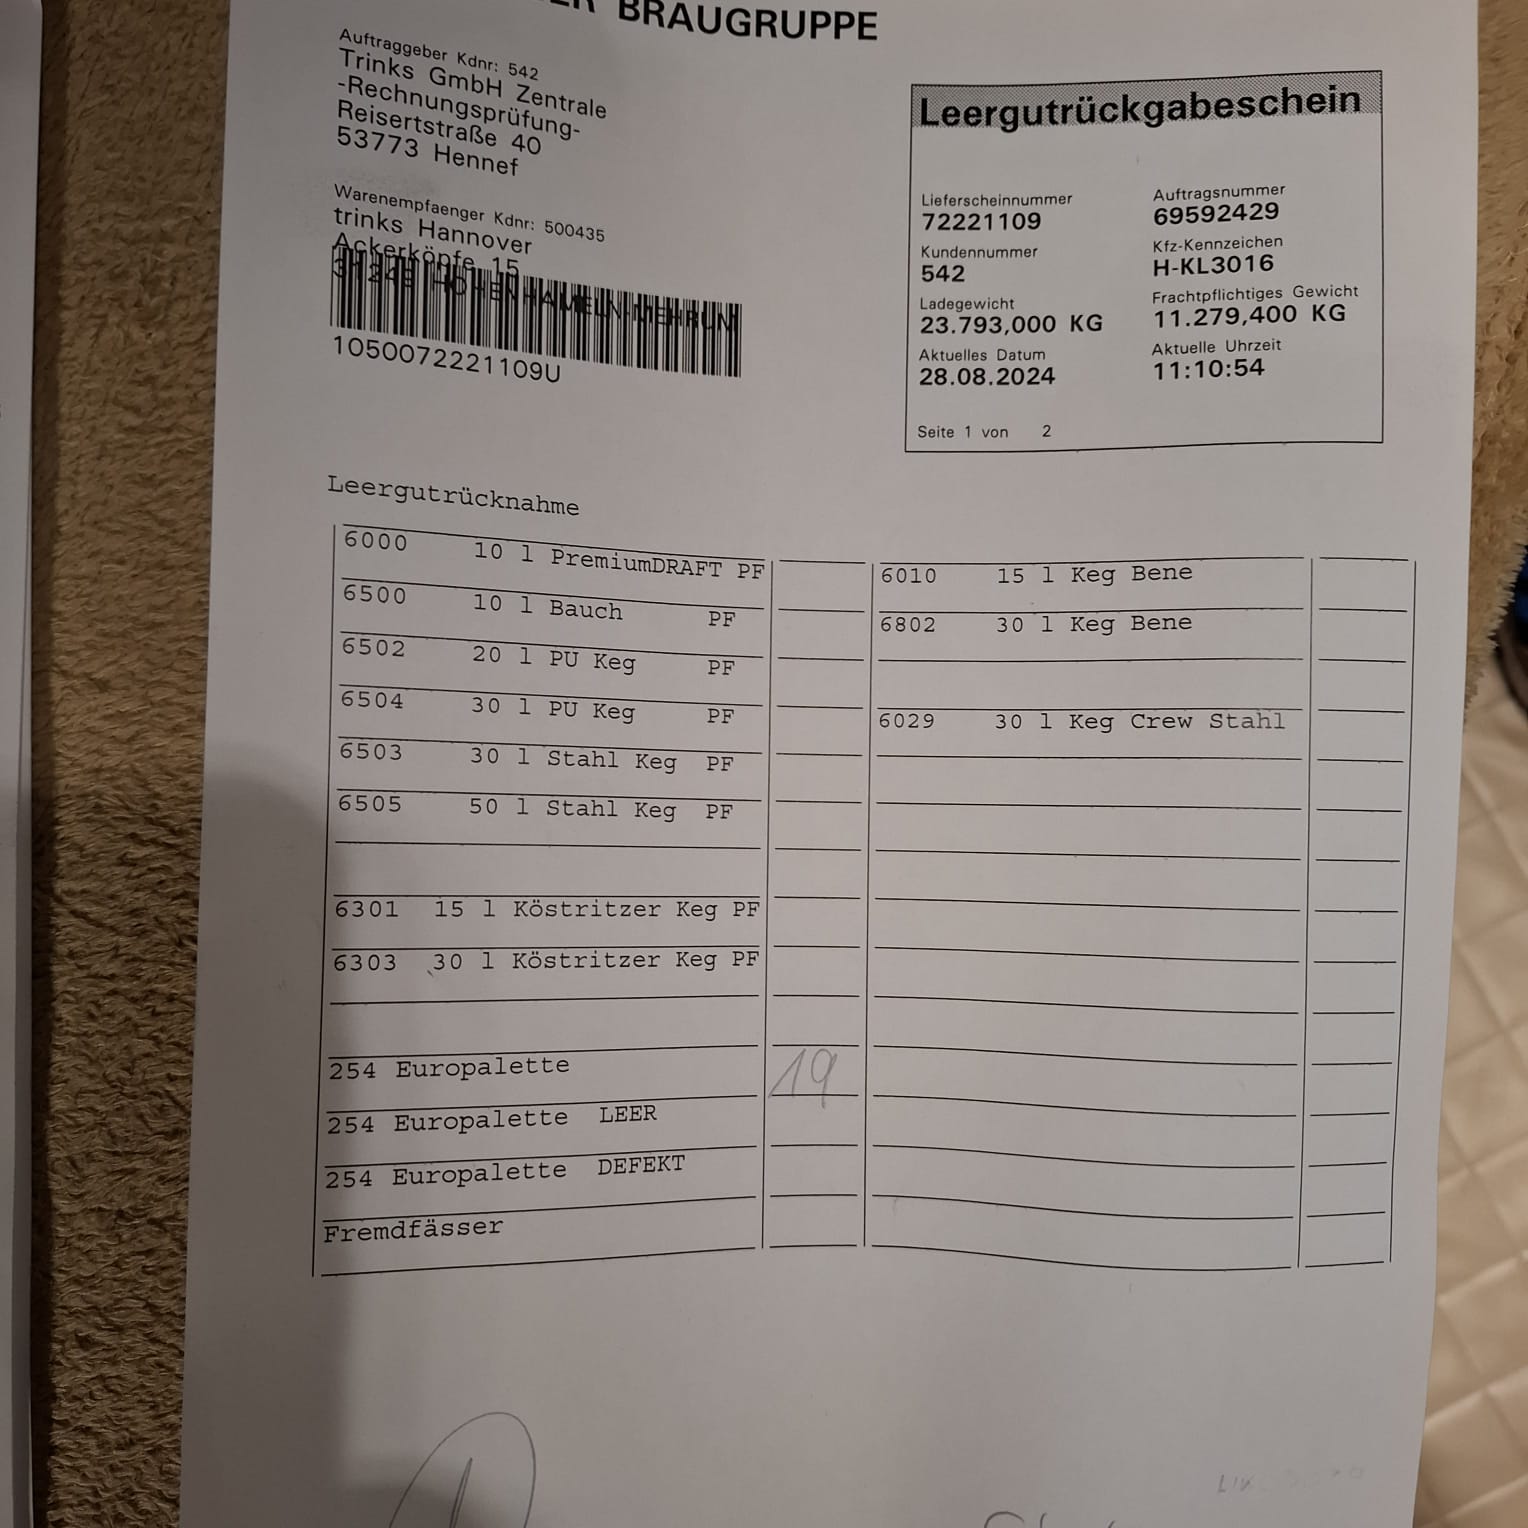 BRAUGRUPPE
Auftraggeber Kdnr: 542
Trinks GmbH Zentrale
-Rechnungsprüfung-
Reisertstraße 40
53773 Hennef
Warenempfaenger Kdnr: 500435
trinks Hannover
Ackerköpfe 15
31249 HOHENHAMELN-MEHRUM
1050072221109U
Leergutrückgabeschein
Lieferscheinnummer Auftragsnummer
72221109 69592429
Kundennummer Kfz-Kennzeichen
542 H-KL3016
Ladegewicht Frachtpflichtiges Gewicht
23.793,000 KG 11.279,400 KG
Aktuelles Datum Aktuelle Uhrzeit
28.08.2024 11:10:54
Seite 1 von 2
Leergutrücknahme
6000 10 l PremiumDRAFT PF 6010 15 l Keg Bene
6500 10 l Bauch PF 6802 30 l Keg Bene
6502 20 l PU Keg PF
6504 30 l PU Keg PF 6029 30 l Keg Crew Stahl
6503 30 l Stahl Keg PF
6505 50 l Stahl Keg PF
6301 15 l Köstritzer Keg PF
6303 30 l Köstritzer Keg PF
254 Europalette 19
254 Europalette LEER
254 Europalette DEFEKT
Fremdfässer